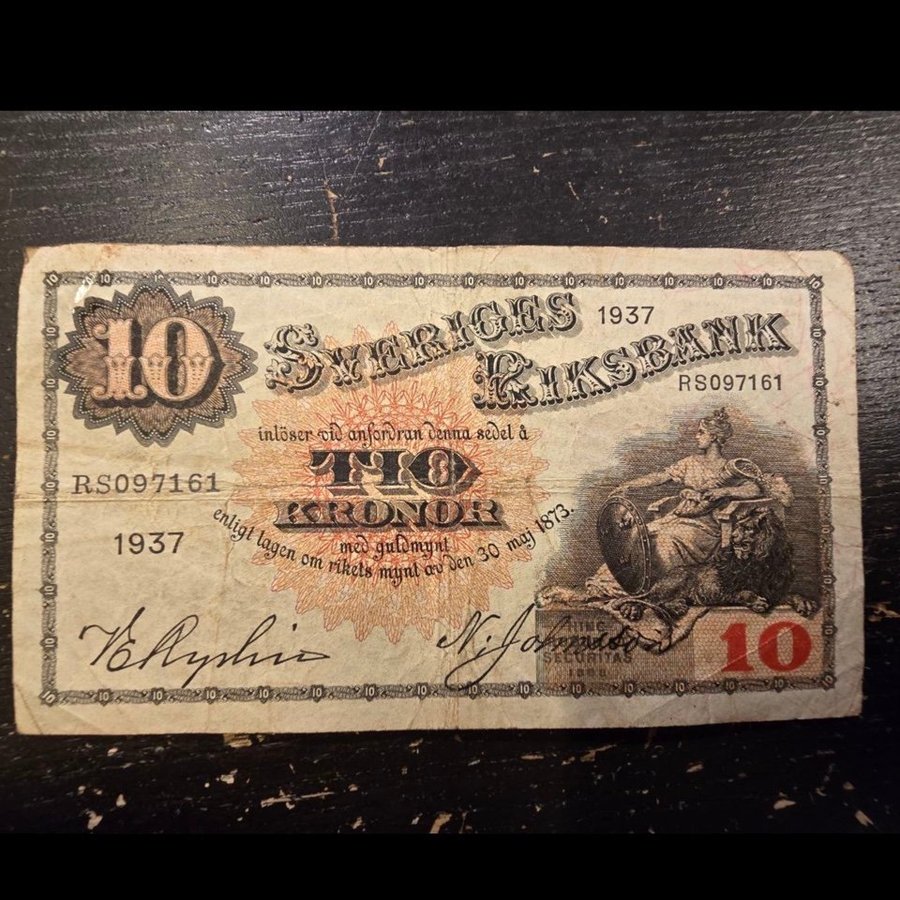 10
SVERIGES
1937
RIKSBANK
RS097161
inlöser vid anfordran denna sedel å
TIO
KRONOR
RS097161
med guldmynt
enligt lagen om rikets mynt av den 30 maj 1873.
1937
SECURITAS
10